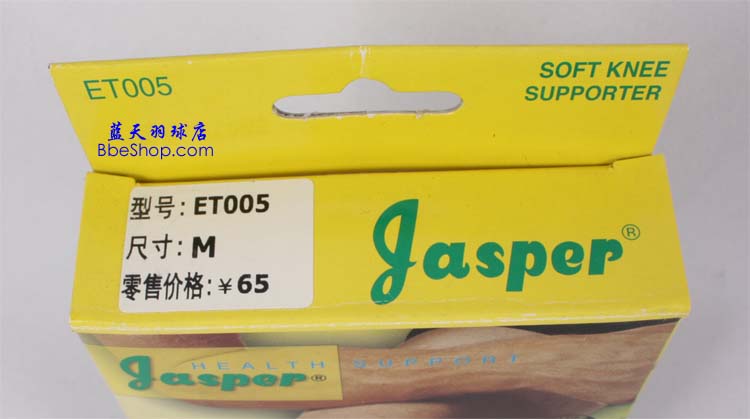 ET005
SOFT KNEE
SUPPORTER
蓝天羽球店
BbeShop.com
型号: ET005
尺寸: M
零售价格: ¥65
Jasper®
HEALTH SUPPORT
Jasper®